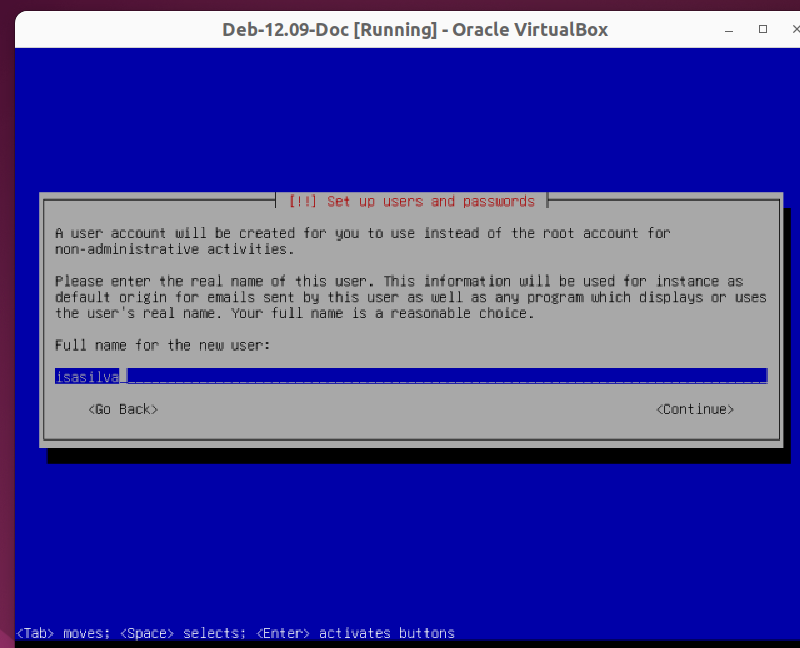 Deb-12.09-Doc [Running] - Oracle VirtualBox
[!!] Set up users and passwords
A user account will be created for you to use instead of the root account for
non-administrative activities.
Please enter the real name of this user. This information will be used for instance as
default origin for emails sent by this user as well as any program which displays or uses
the user's real name. Your full name is a reasonable choice.
Full name for the new user:
isasilva
<Go Back> <Continue>
<Tab> moves; <Space> selects; <Enter> activates buttons